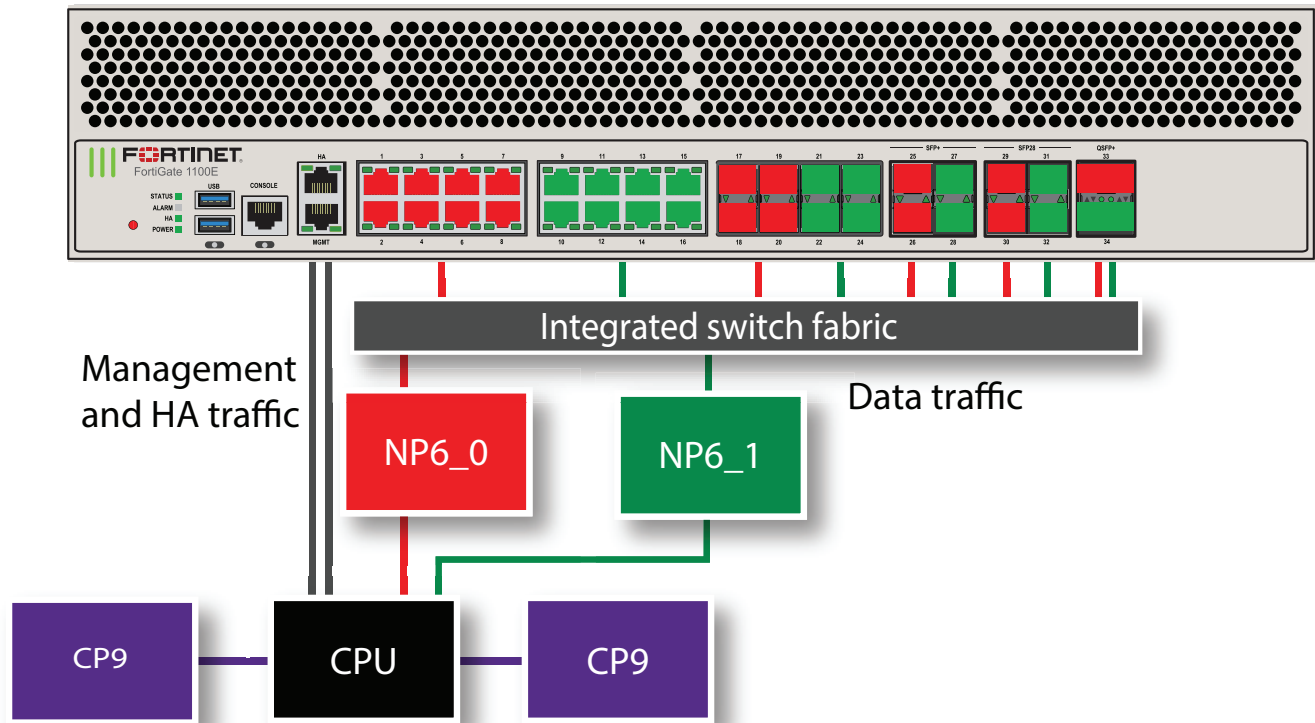 HA
1 3 5 7
9 11 13 15
17 19 21 23
SFP+
25 27
SFP28
29 31
QSFP+
33
FORTINET.
FortiGate 1100E
STATUS
ALARM
HA
POWER
USB
CONSOLE
MGMT
2 4 6 8
10 12 14 16
18 20 22 24
26 28
30 32
34
Integrated switch fabric
Management
and HA traffic
Data traffic
NP6_0
NP6_1
CP9
CPU
CP9